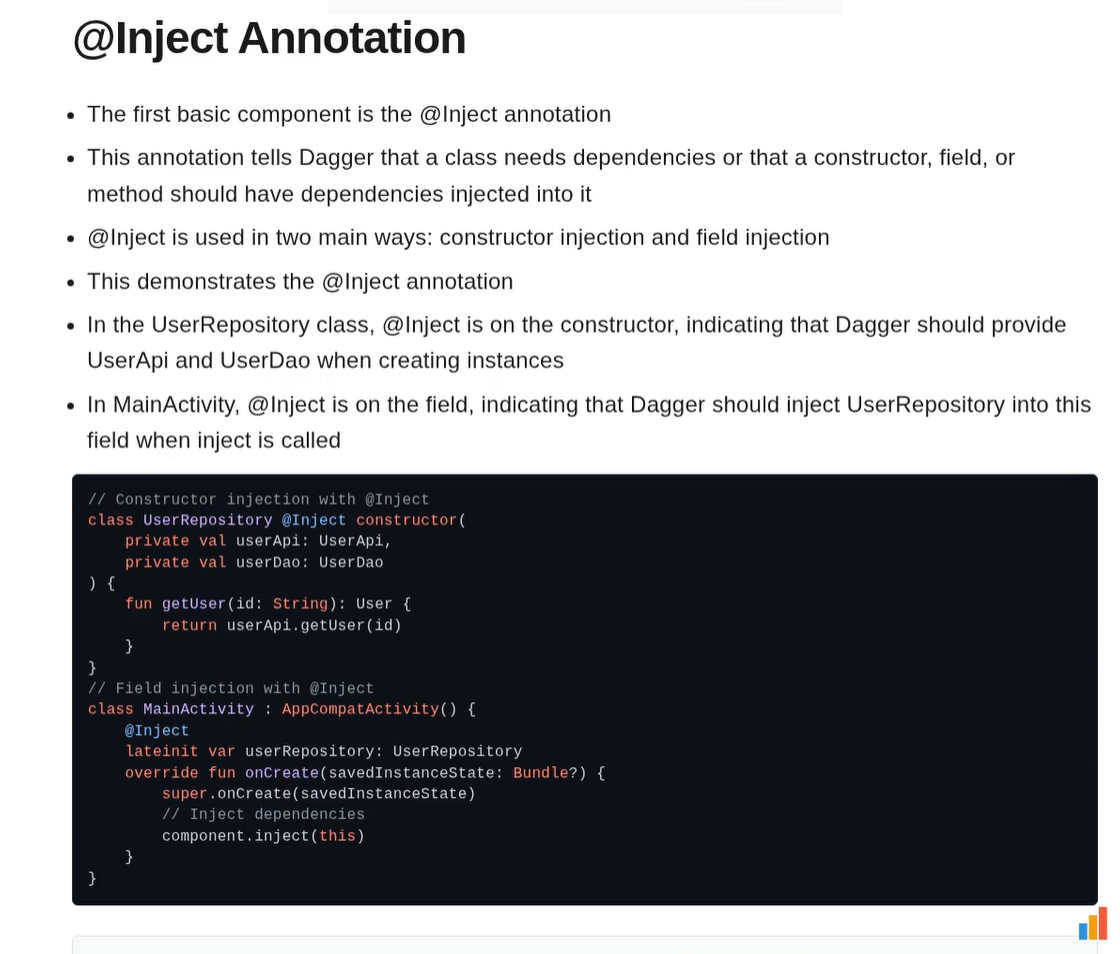 @Inject Annotation
The first basic component is the @Inject annotation
This annotation tells Dagger that a class needs dependencies or that a constructor, field, or
method should have dependencies injected into it
@Inject is used in two main ways: constructor injection and field injection
This demonstrates the @Inject annotation
In the UserRepository class, @Inject is on the constructor, indicating that Dagger should provide
UserApi and UserDao when creating instances
In MainActivity, @Inject is on the field, indicating that Dagger should inject UserRepository into this
field when inject is called
// Constructor injection with @Inject
class UserRepository @Inject constructor(
    private val userApi: UserApi,
    private val userDao: UserDao
) {
    fun getUser(id: String): User {
        return userApi.getUser(id)
    }
}
// Field injection with @Inject
class MainActivity : AppCompatActivity() {
    @Inject
    lateinit var userRepository: UserRepository
    override fun onCreate(savedInstanceState: Bundle?) {
        super.onCreate(savedInstanceState)
        // Inject dependencies
        component.inject(this)
    }
}